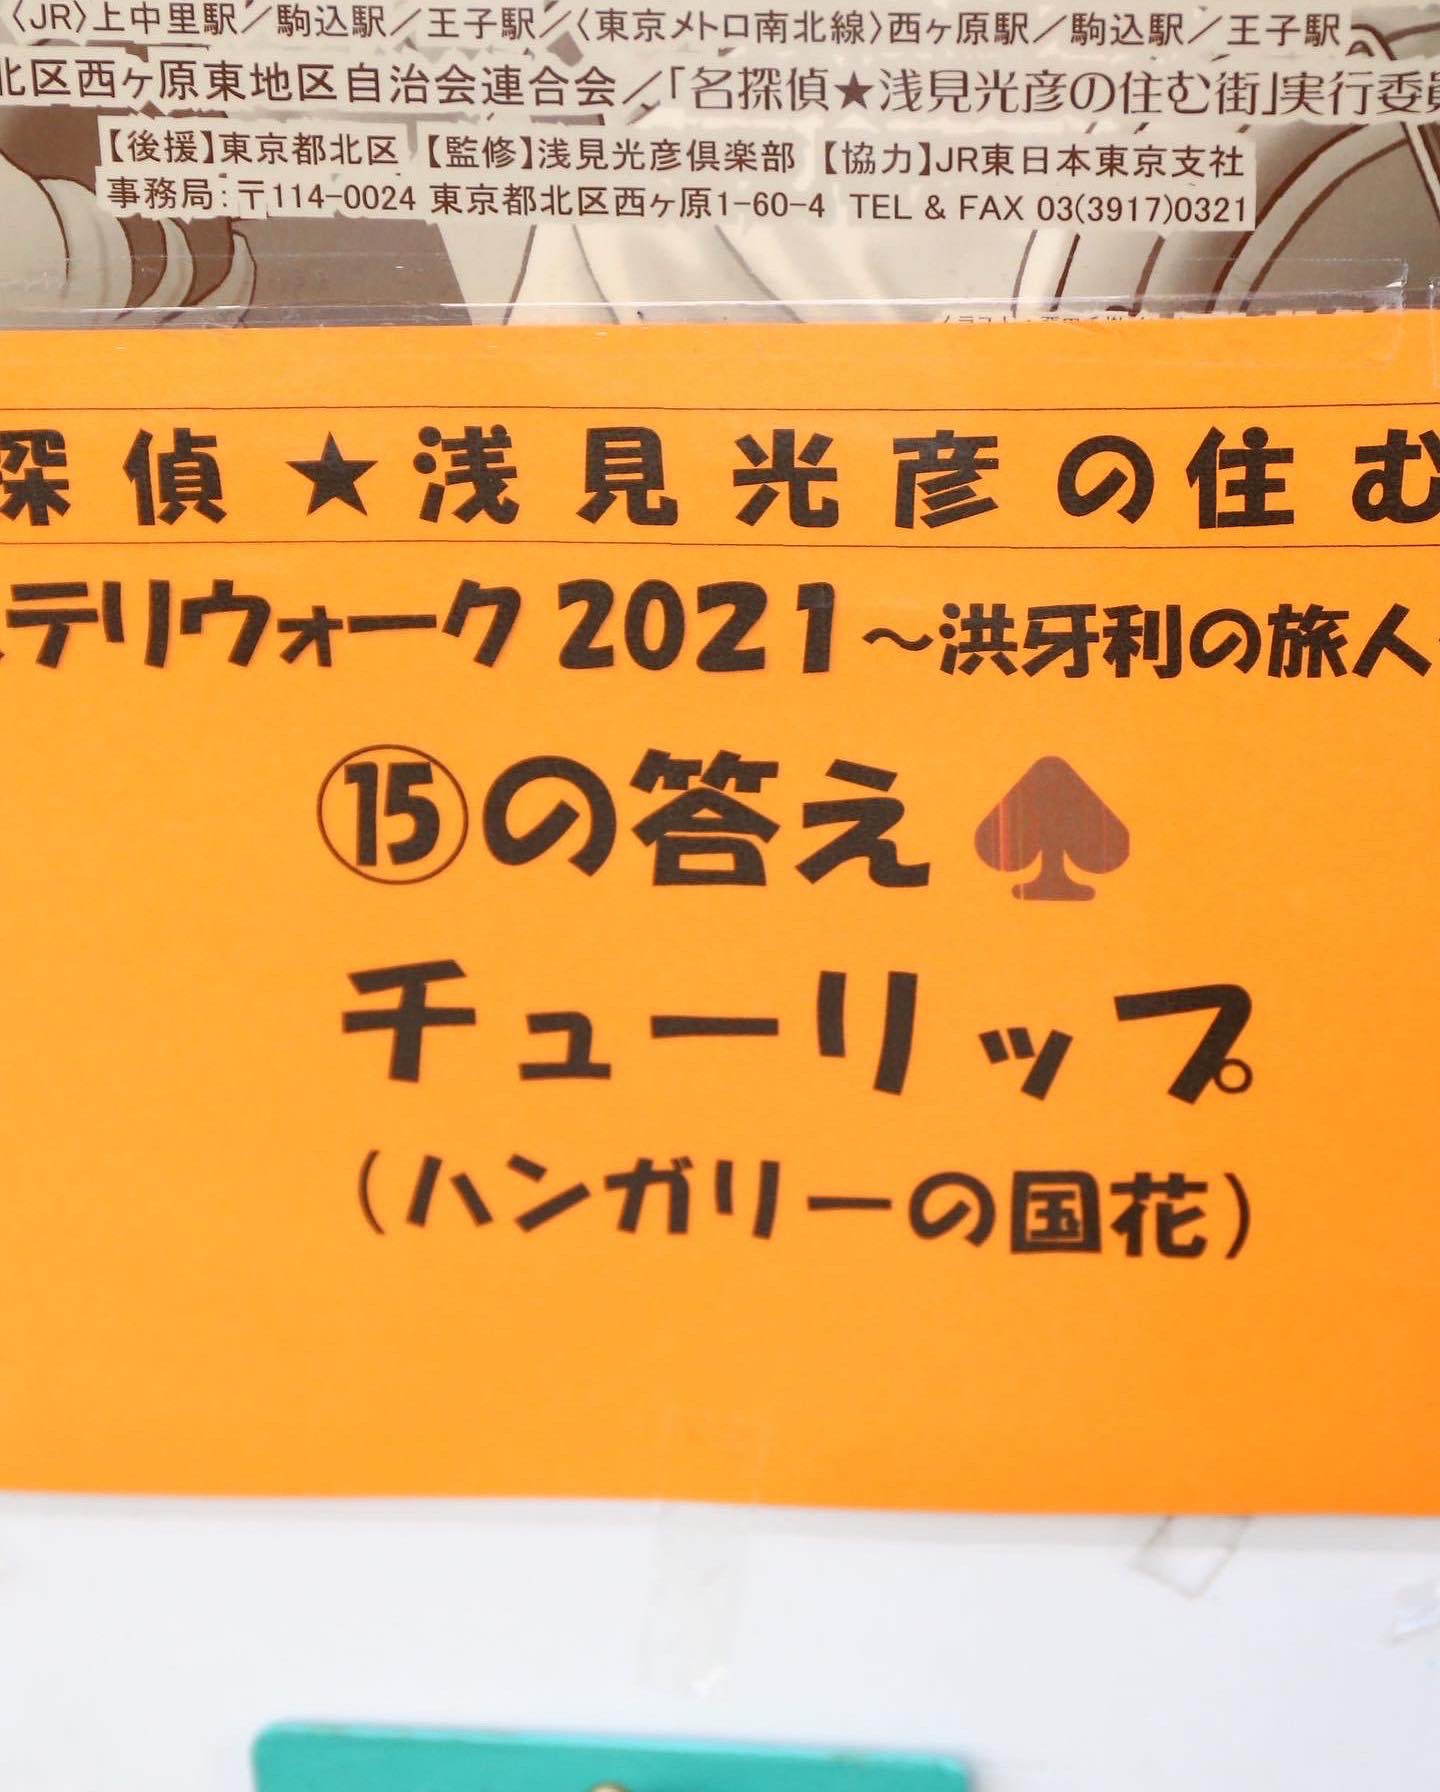 〈JR〉上中里駅／駒込駅／王子駅／〈東京メトロ南北線〉西ヶ原駅／駒込駅／王子駅
北区西ヶ原東地区自治会連合会／「名探偵★浅見光彦の住む街」実行委員
【後援】東京都北区 【監修】浅見光彦倶楽部 【協力】JR東日本東京支社
事務局：〒114-0024 東京都北区西ヶ原1-60-4 TEL & FAX 03(3917)0321
探偵★浅見光彦の住む
ステリウォーク2021～洪牙利の旅人～
⑮の答え♠
チューリップ
（ハンガリーの国花）